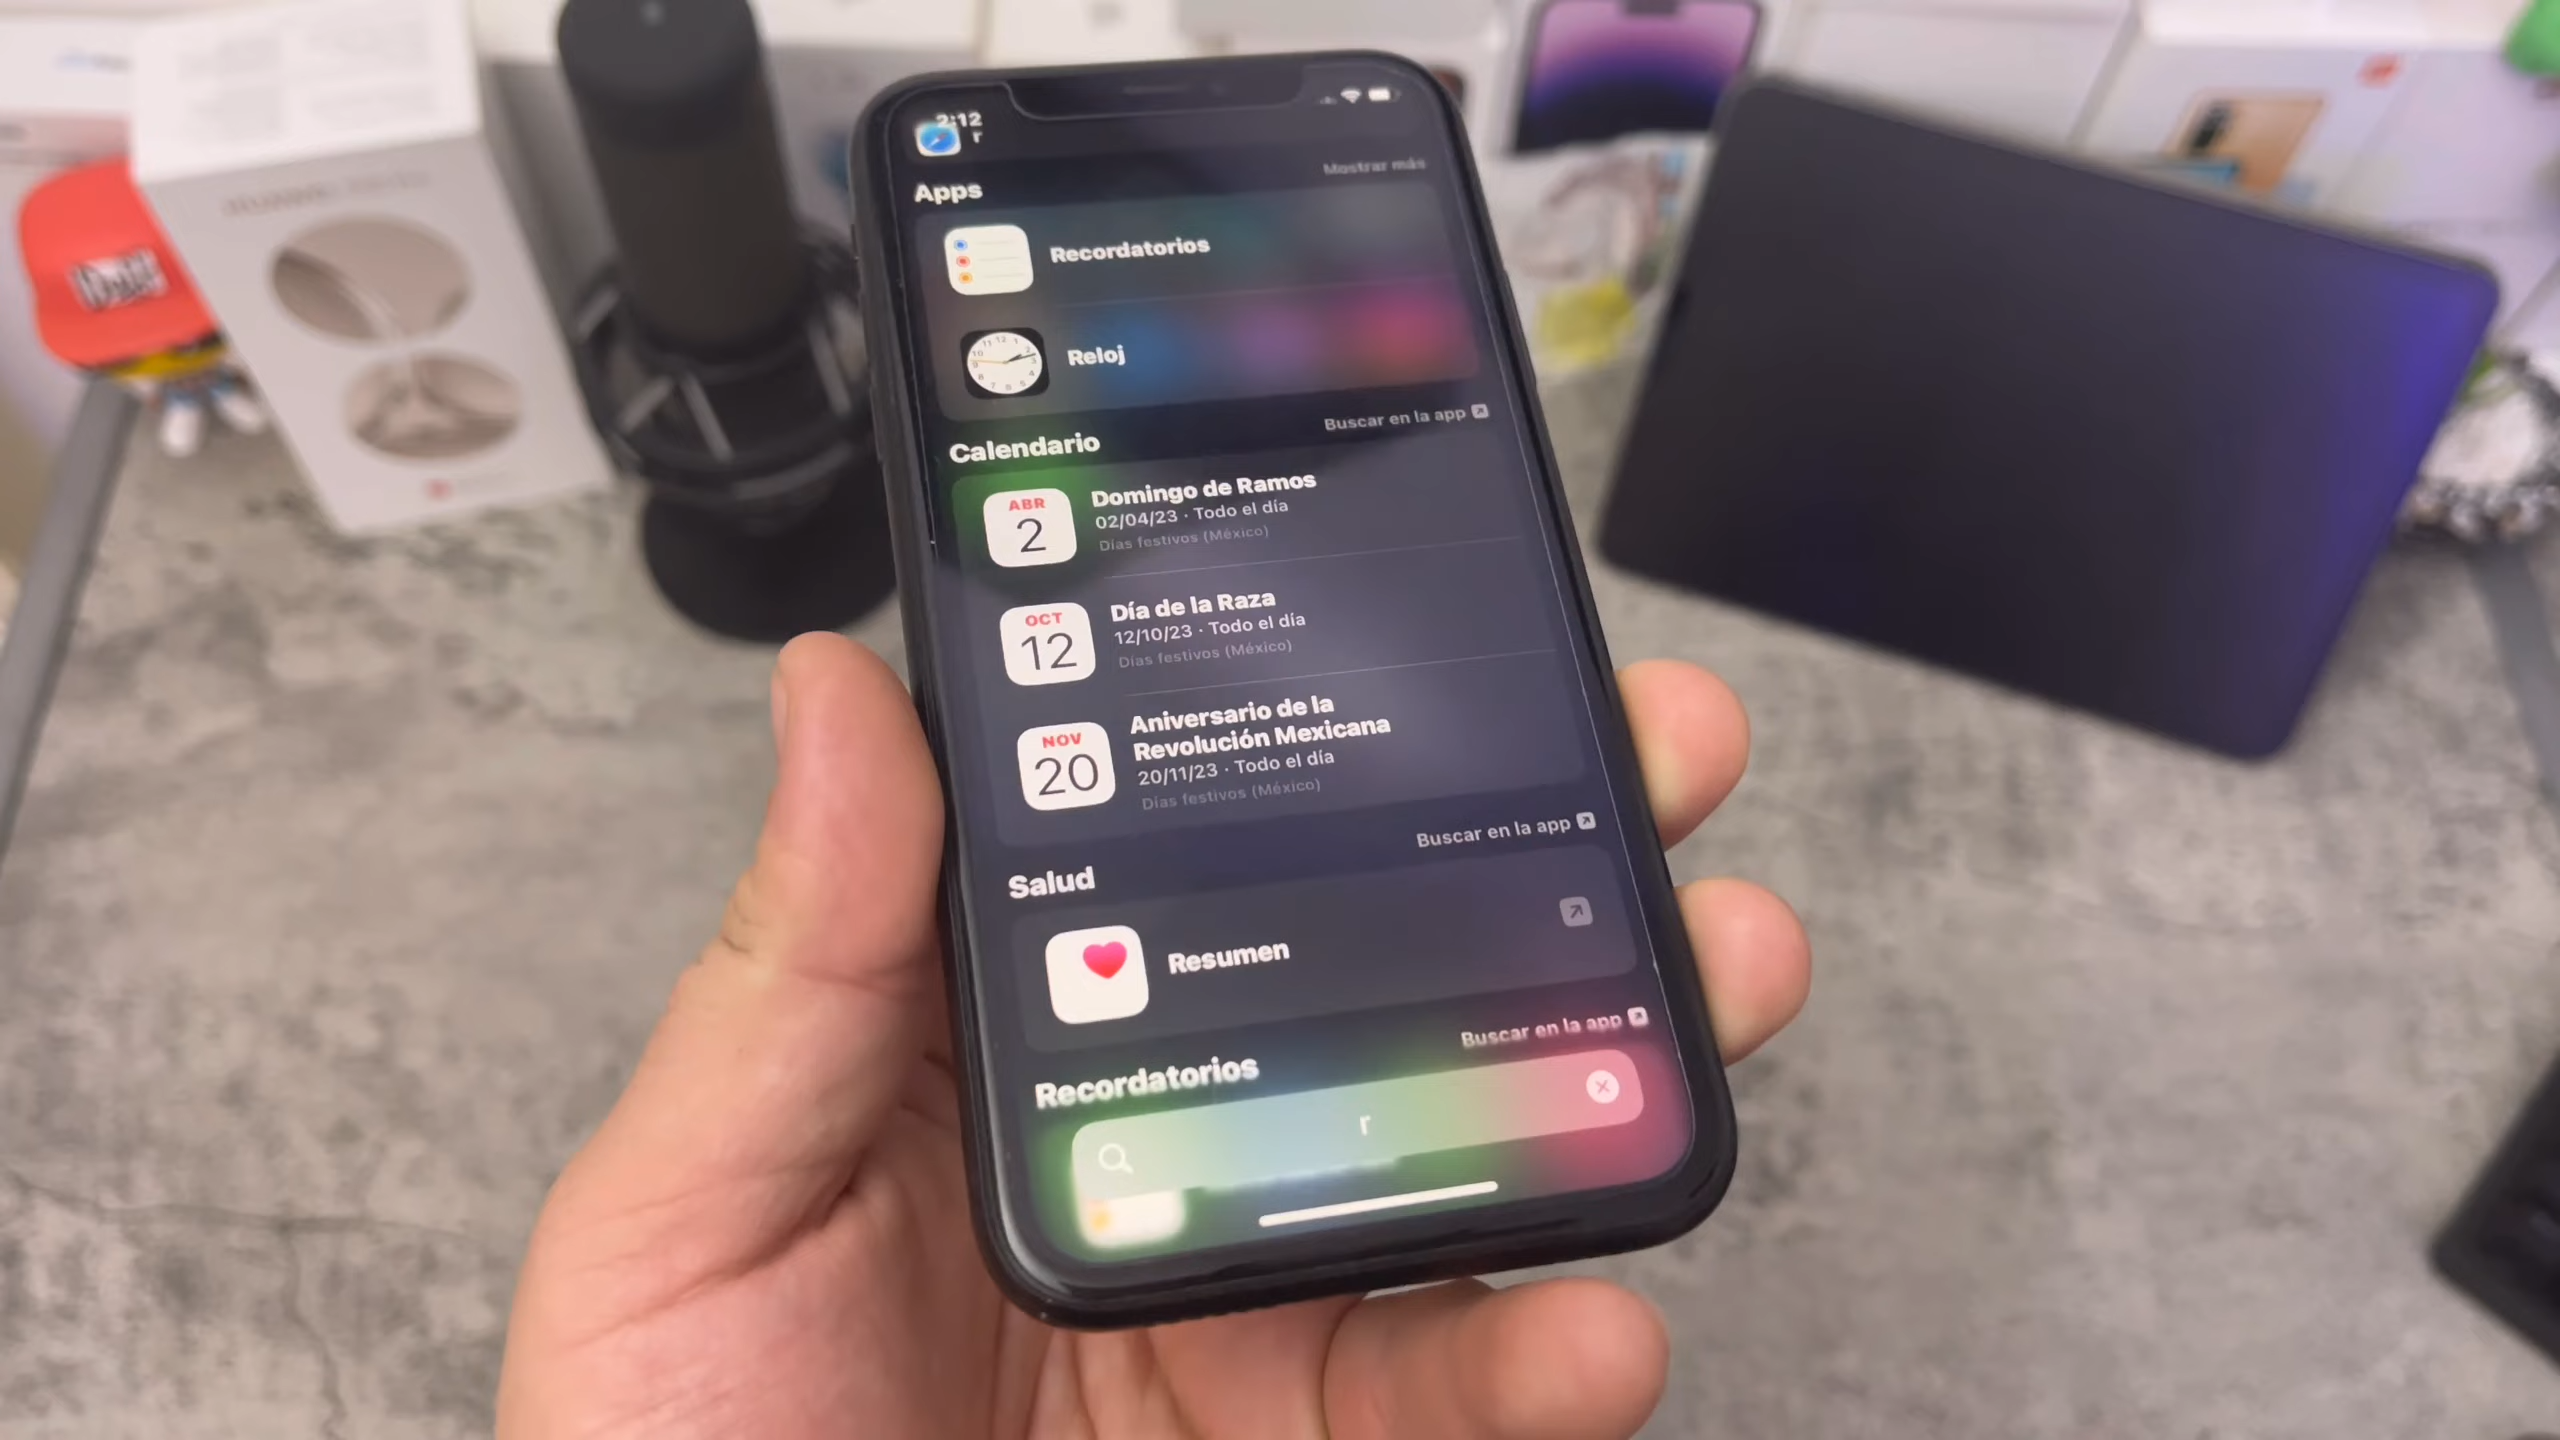 2:12
r
Apps
Mostrar más
Recordatorios
Reloj
Calendario
Buscar en la app
ABR
2
Domingo de Ramos
02/04/23 · Todo el día
Días festivos (México)
OCT
12
Día de la Raza
12/10/23 · Todo el día
Días festivos (México)
NOV
20
Aniversario de la
Revolución Mexicana
20/11/23 · Todo el día
Días festivos (México)
Salud
Buscar en la app
Resumen
Recordatorios
Buscar en la app
r
HUAWEI
Duff